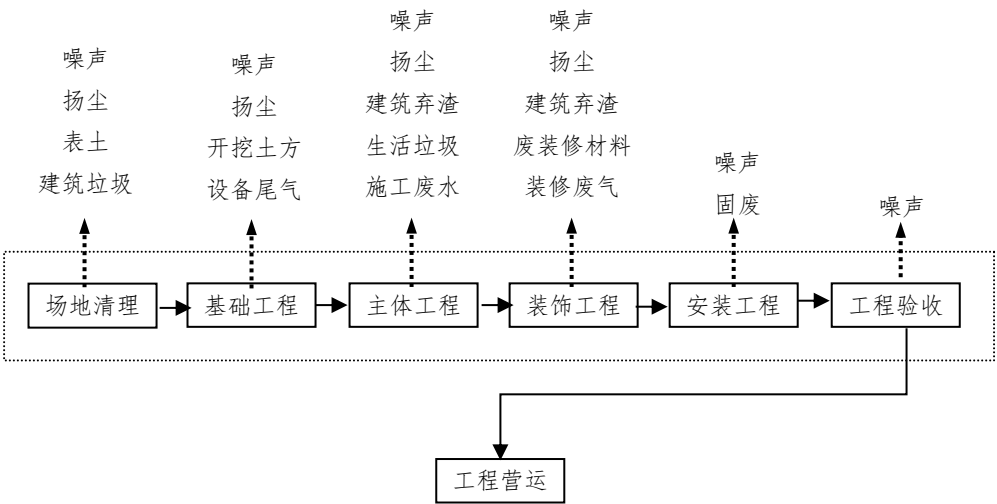 噪声
扬尘
表土
建筑垃圾
噪声
扬尘
开挖土方
设备尾气
噪声
扬尘
建筑弃渣
生活垃圾
施工废水
噪声
扬尘
建筑弃渣
废装修材料
装修废气
噪声
固废
噪声
场地清理
基础工程
主体工程
装饰工程
安装工程
工程验收
工程营运